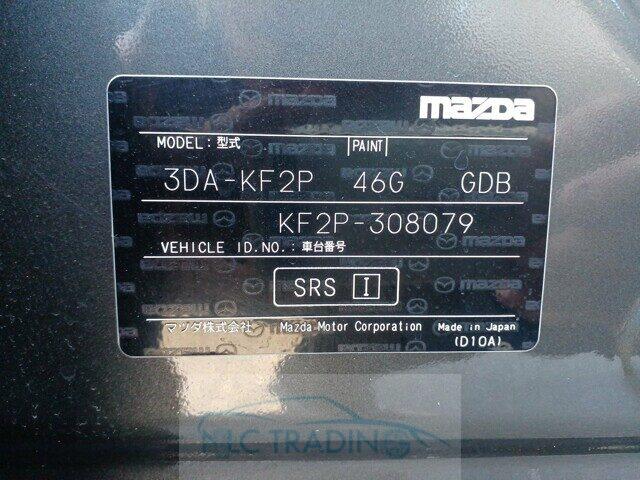 mazda
MODEL:型式 PAINT
3DA-KF2P 46G GDB
KF2P-308079
VEHICLE ID.NO.:車台番号
SRS I
マツダ株式会社 Mazda Motor Corporation Made in Japan
(D10A)
LC TRADING